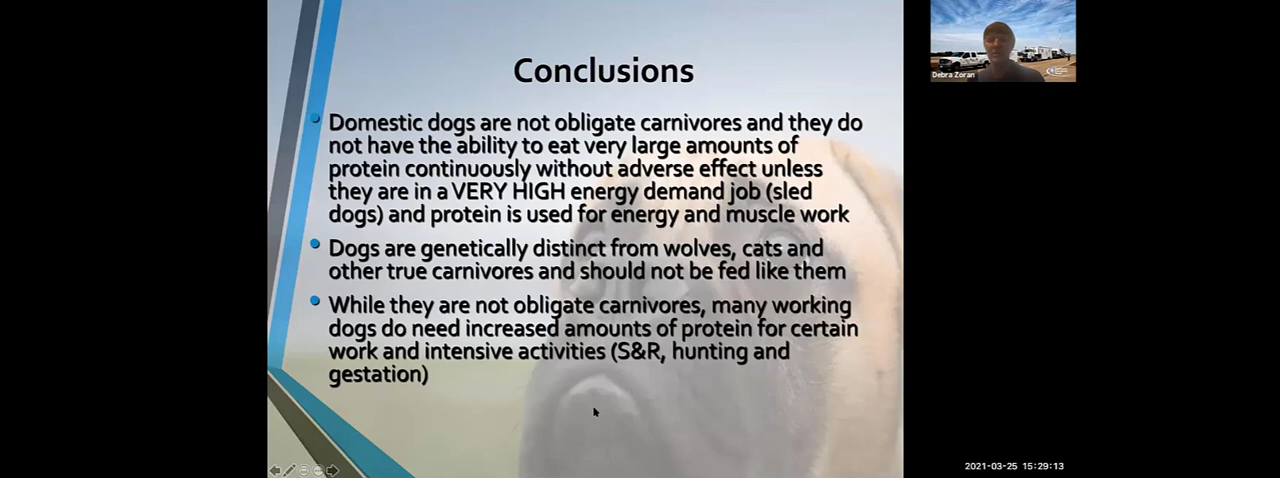 Conclusions
Domestic dogs are not obligate carnivores and they do
not have the ability to eat very large amounts of
protein continuously without adverse effect unless
they are in a VERY HIGH energy demand job (sled
dogs) and protein is used for energy and muscle work
Dogs are genetically distinct from wolves, cats and
other true carnivores and should not be fed like them
While they are not obligate carnivores, many working
dogs do need increased amounts of protein for certain
work and intensive activities (S&R, hunting and
gestation)
Debra Zoran
2021-03-25 15:29:13